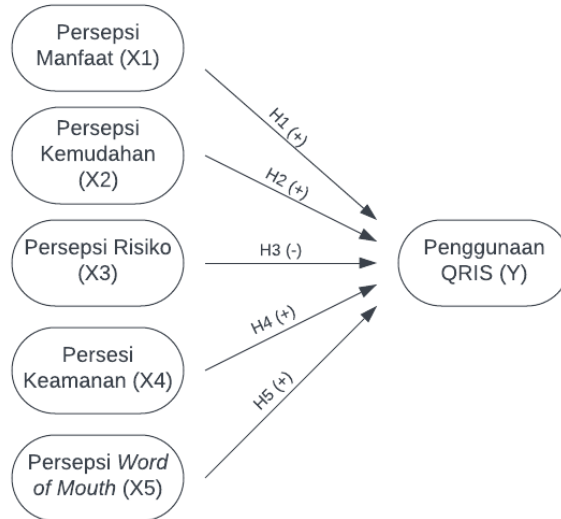 Persepsi
Manfaat (X1)
H1 (+)
Persepsi
Kemudahan
(X2)
H2 (+)
Persepsi Risiko
(X3)
H3 (-)
Penggunaan
QRIS (Y)
Persesi
Keamanan (X4)
H4 (+)
Persepsi Word
of Mouth (X5)
H5 (+)